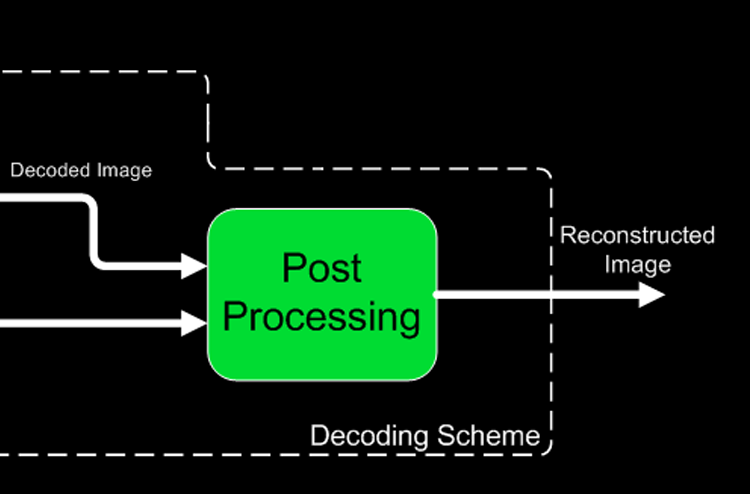 Decoded Image
Reconstructed
Image
Post
Processing
Decoding Scheme